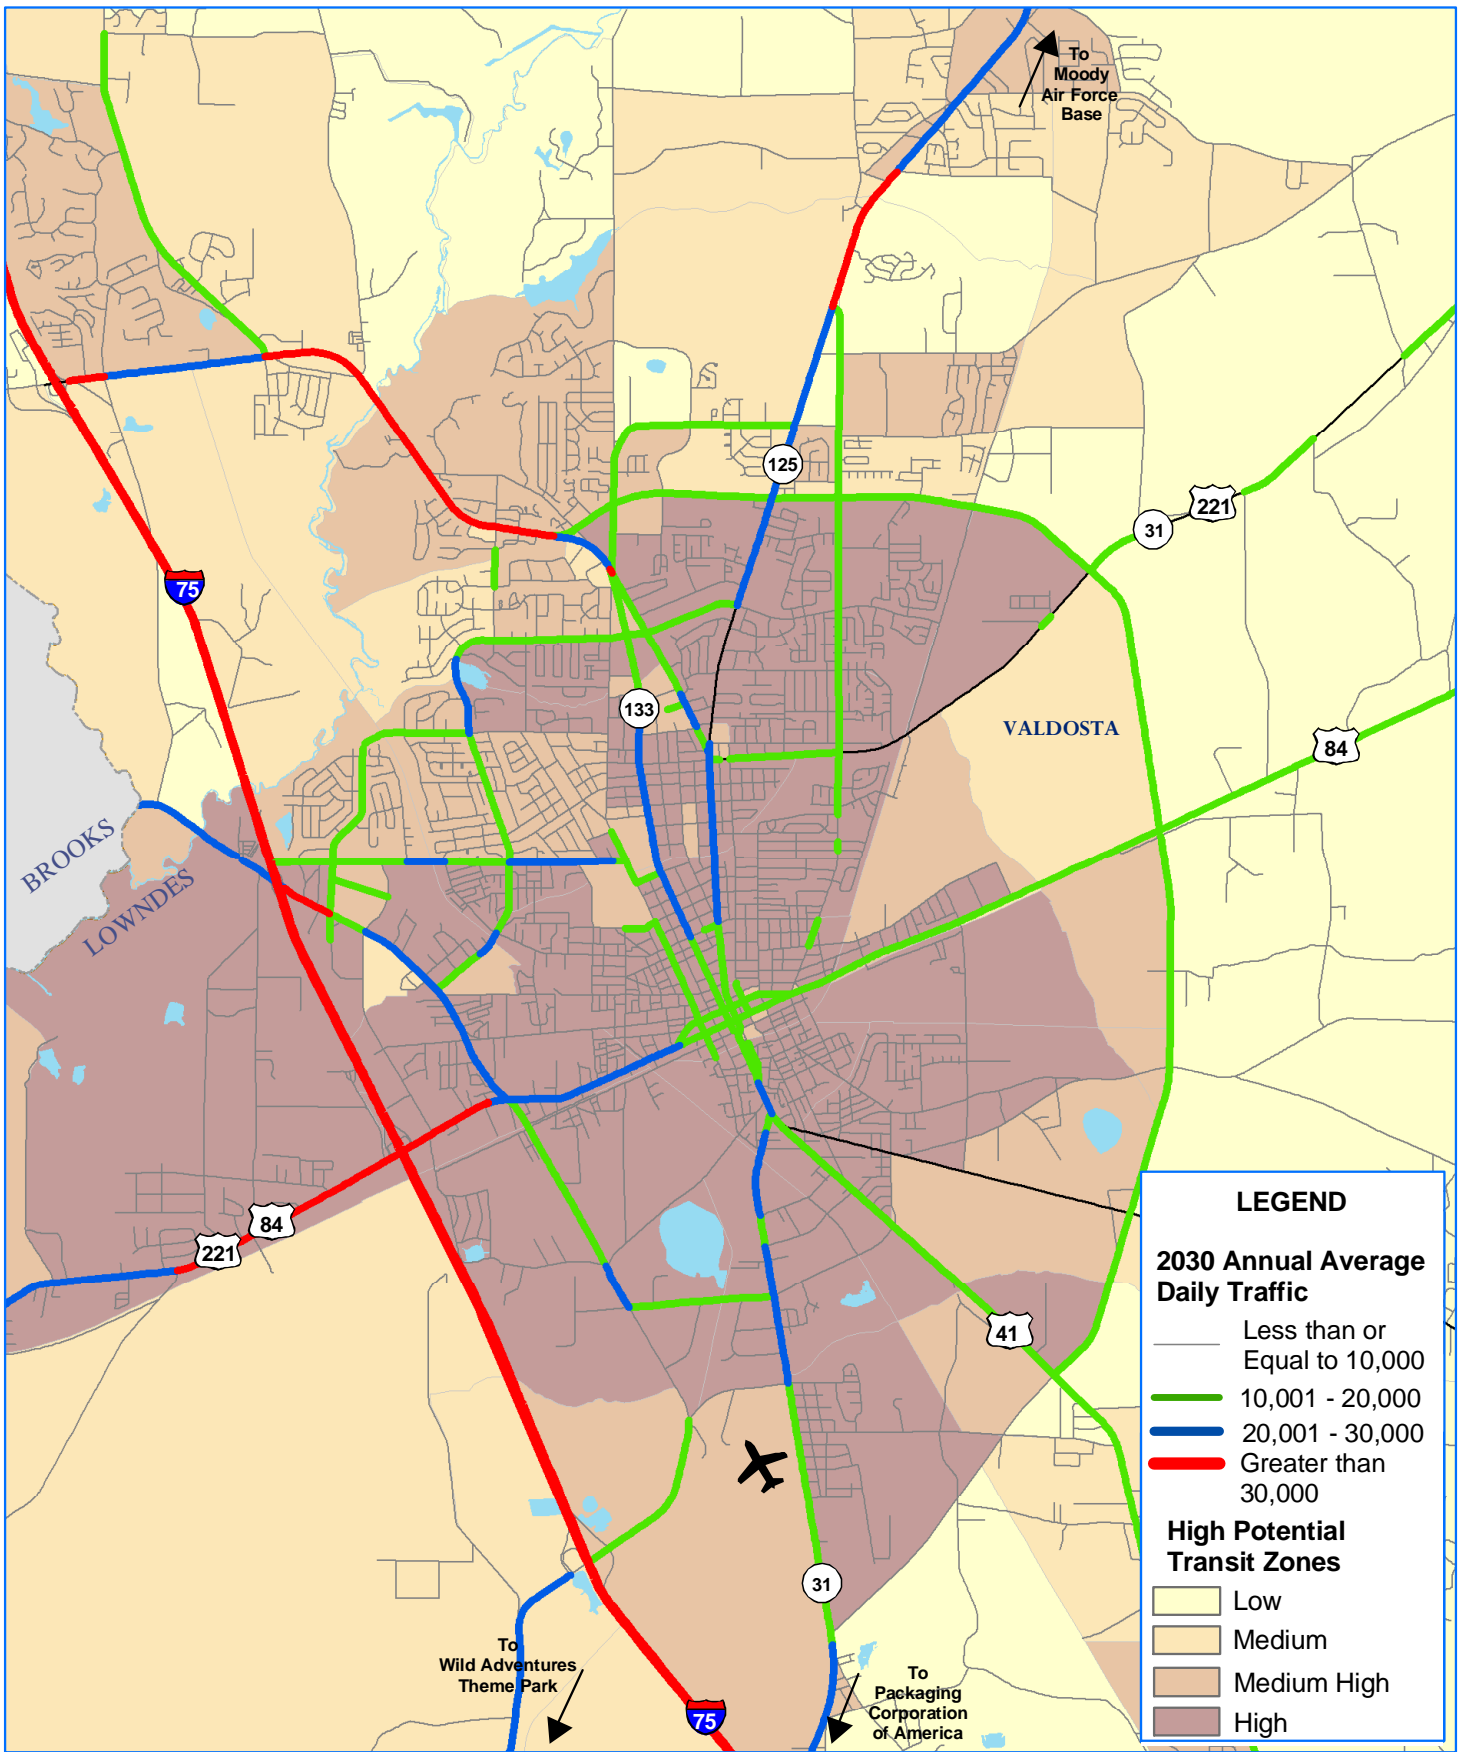 To
Moody
Air Force
Base
125
221
31
75
133
VALDOSTA
84
BROOKS
LOWNDES
84
221
41
31
To
Wild Adventures
Theme Park
75
To
Packaging
Corporation
of America
LEGEND
2030 Annual Average
Daily Traffic
Less than or
Equal to 10,000
10,001 - 20,000
20,001 - 30,000
Greater than
30,000
High Potential
Transit Zones
Low
Medium
Medium High
High